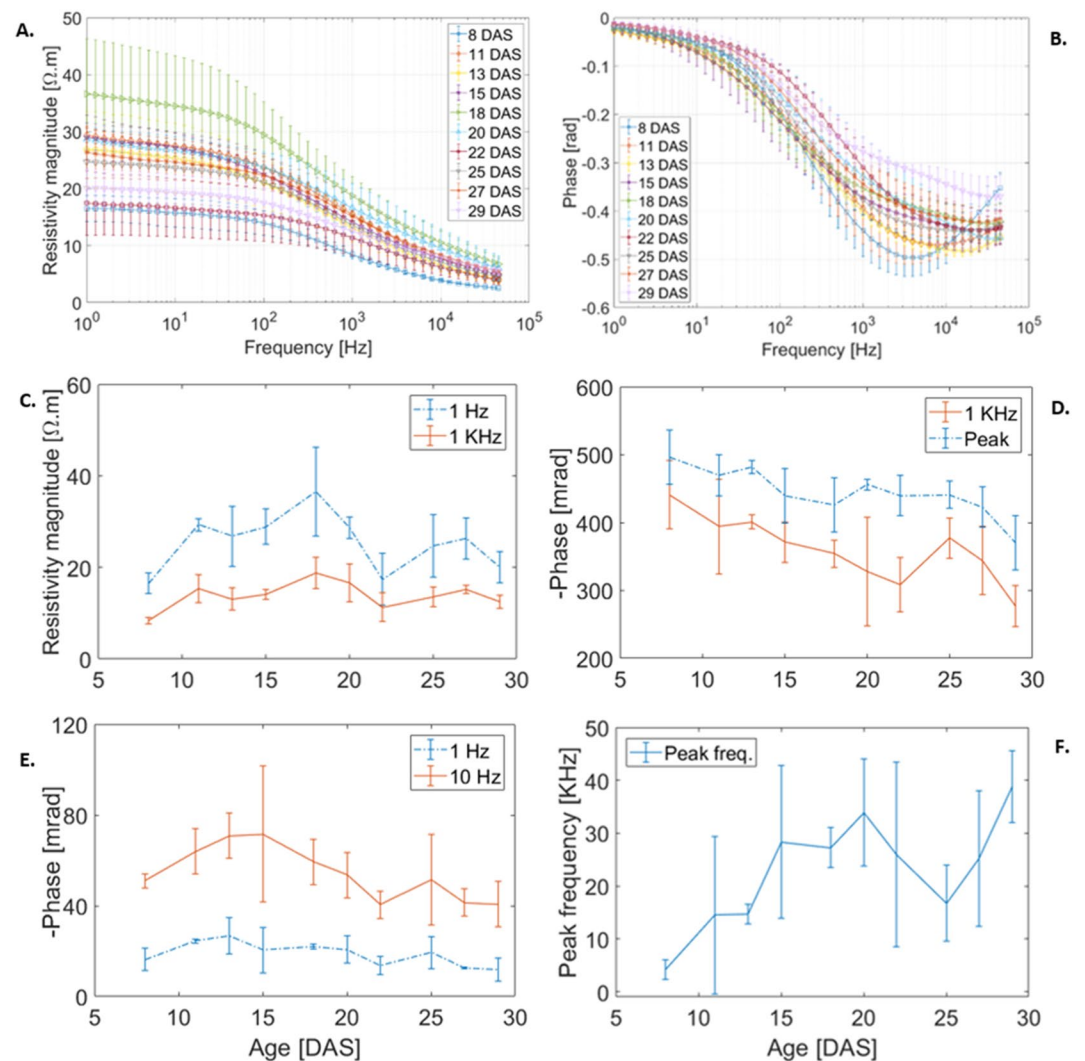 A.
50
40
30
20
10
0
Resistivity magnitude [Ω.m]
8 DAS
11 DAS
13 DAS
15 DAS
18 DAS
20 DAS
22 DAS
25 DAS
27 DAS
29 DAS
10^0 10^1 10^2 10^3 10^4 10^5
Frequency [Hz]
B.
0
-0.1
-0.2
-0.3
-0.4
-0.5
-0.6
Phase [rad]
8 DAS
11 DAS
13 DAS
15 DAS
18 DAS
20 DAS
22 DAS
25 DAS
27 DAS
29 DAS
10^0 10^1 10^2 10^3 10^4 10^5
Frequency [Hz]
C.
60
40
20
0
Resistivity magnitude [Ω.m]
1 Hz
1 KHz
5 10 15 20 25 30
D.
600
500
400
300
200
-Phase [mrad]
1 KHz
Peak
5 10 15 20 25 30
E.
120
80
40
0
-Phase [mrad]
1 Hz
10 Hz
5 10 15 20 25 30
Age [DAS]
F.
50
40
30
20
10
0
Peak frequency [KHz]
Peak freq.
5 10 15 20 25 30
Age [DAS]